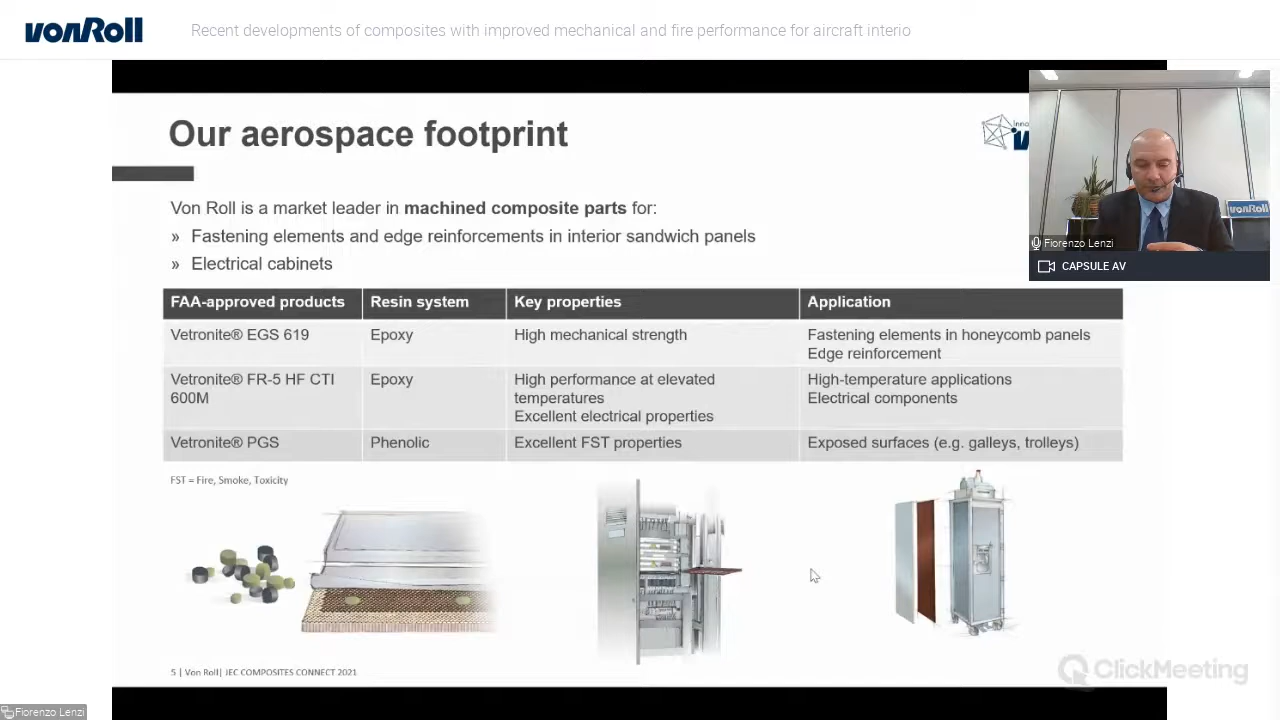 vonRoll
Recent developments of composites with improved mechanical and fire performance for aircraft interio
Our aerospace footprint
Von Roll is a market leader in machined composite parts for:
» Fastening elements and edge reinforcements in interior sandwich panels
» Electrical cabinets
vonRoll
Fiorenzo Lenzi
CAPSULE AV
FAA-approved products Resin system Key properties Application
Vetronite® EGS 619 Epoxy High mechanical strength Fastening elements in honeycomb panels
Edge reinforcement
Vetronite® FR-5 HF CTI Epoxy High performance at elevated High-temperature applications
600M temperatures Electrical components
Excellent electrical properties
Vetronite® PGS Phenolic Excellent FST properties Exposed surfaces (e.g. galleys, trolleys)
FST = Fire, Smoke, Toxicity
5 | Von Roll| JEC COMPOSITES CONNECT 2021
ClickMeeting
Fiorenzo Lenzi